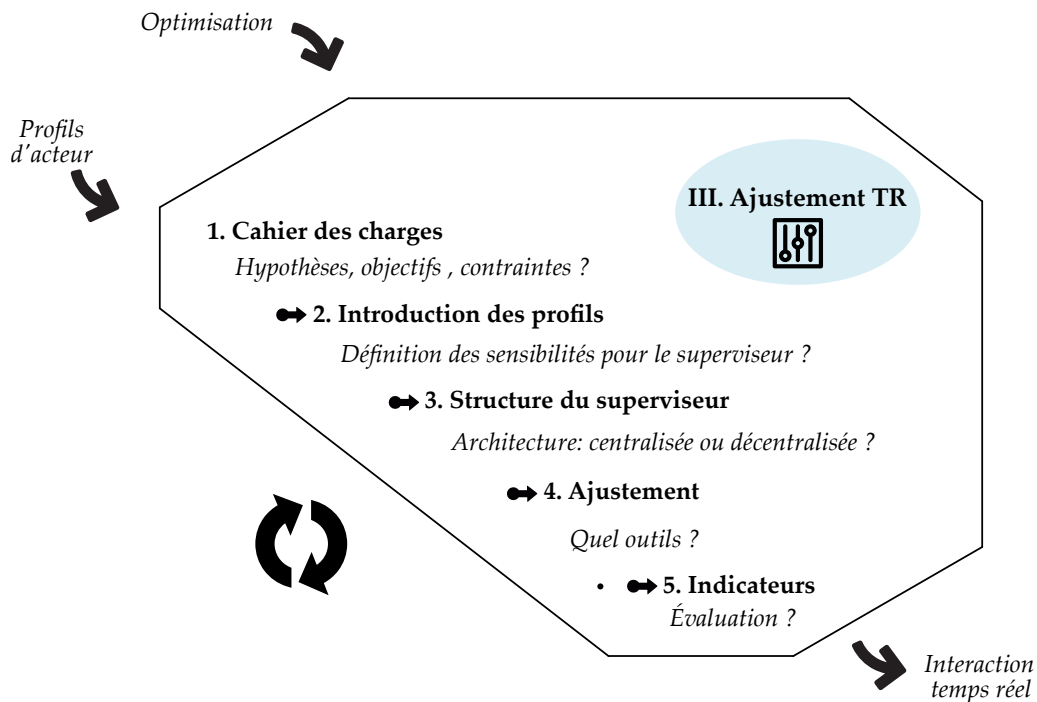 Optimisation
Profils
d'acteur
III. Ajustement TR
1. Cahier des charges
Hypothèses, objectifs , contraintes ?
2. Introduction des profils
Définition des sensibilités pour le superviseur ?
3. Structure du superviseur
Architecture: centralisée ou décentralisée ?
4. Ajustement
Quel outils ?
• 5. Indicateurs
Évaluation ?
Interaction
temps réel